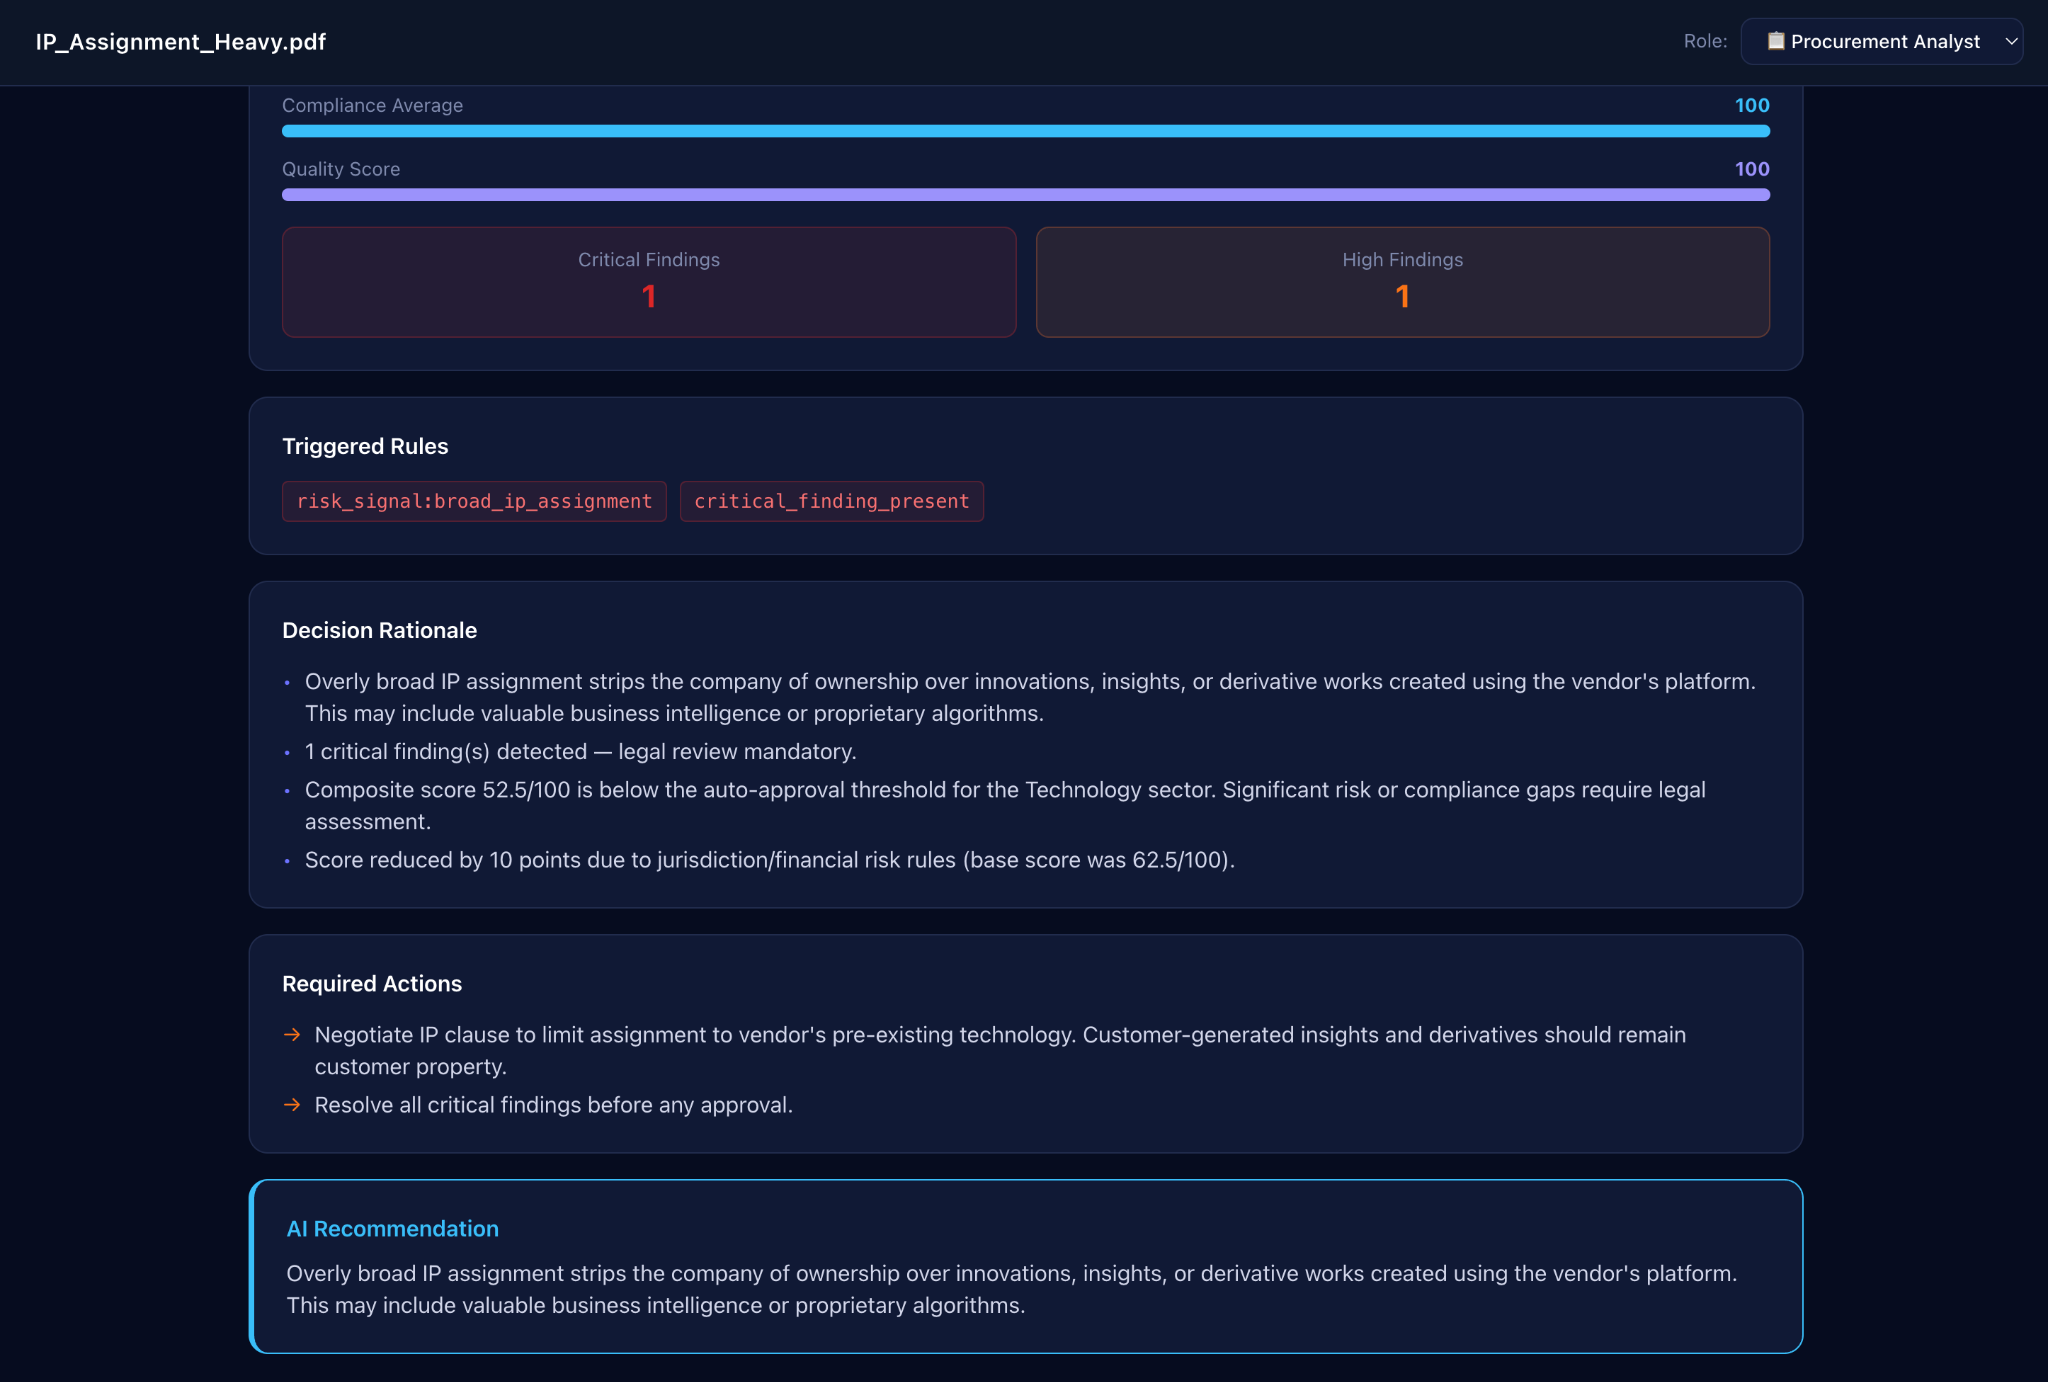 IP_Assignment_Heavy.pdf
Role: 📋 Procurement Analyst
Compliance Average 100
Quality Score 100
Critical Findings
1
High Findings
1
Triggered Rules
risk_signal:broad_ip_assignment critical_finding_present
Decision Rationale
• Overly broad IP assignment strips the company of ownership over innovations, insights, or derivative works created using the vendor's platform.
This may include valuable business intelligence or proprietary algorithms.
• 1 critical finding(s) detected — legal review mandatory.
• Composite score 52.5/100 is below the auto-approval threshold for the Technology sector. Significant risk or compliance gaps require legal
assessment.
• Score reduced by 10 points due to jurisdiction/financial risk rules (base score was 62.5/100).
Required Actions
→ Negotiate IP clause to limit assignment to vendor's pre-existing technology. Customer-generated insights and derivatives should remain
customer property.
→ Resolve all critical findings before any approval.
AI Recommendation
Overly broad IP assignment strips the company of ownership over innovations, insights, or derivative works created using the vendor's platform.
This may include valuable business intelligence or proprietary algorithms.